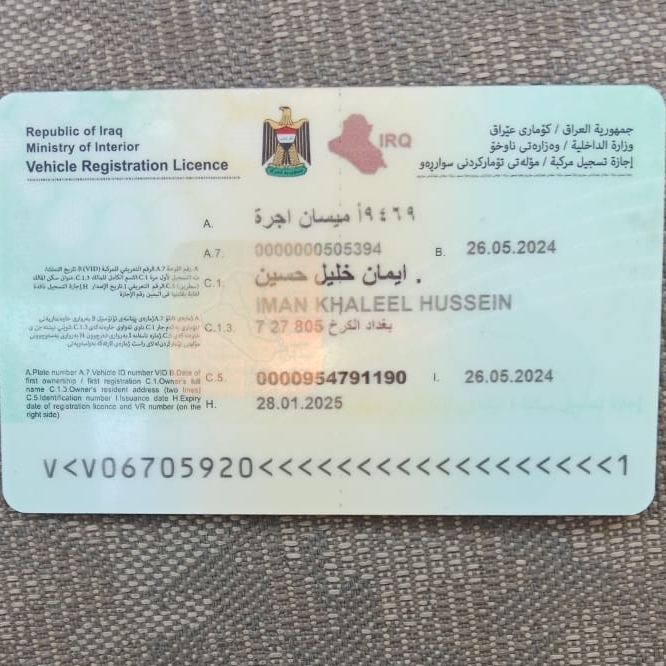 Republic of Iraq
Ministry of Interior
Vehicle Registration Licence
IRQ
جمهورية العراق / كۆماری عێراق
وزارة الداخلية / وەزارەتی ناوخۆ
إجازة تسجيل مركبة / مۆڵەتی تۆمارکردنی سوارڕەو
A. ٩٤٦٩أ ميسان اجرة
A.7. 0000000505394 B. 26.05.2024
C.1. ايمان خليل حسين .
IMAN KHALEEL HUSSEIN
C.1.3. بغداد الكرخ 805 27 7
A.Plate number A.7.Vehicle ID number VID B.Date of
first ownership / first registration C.1.Owner's full
name C.1.3.Owner's resident address (two lines)
C.5.Identification number I.Issuance date H.Expiry
date of registration licence and VR number (on the
right side)
C.5. 0000954791190 I. 26.05.2024
H. 28.01.2025
V<V06705920<<<<<<<<<<<<<<<<<<<1